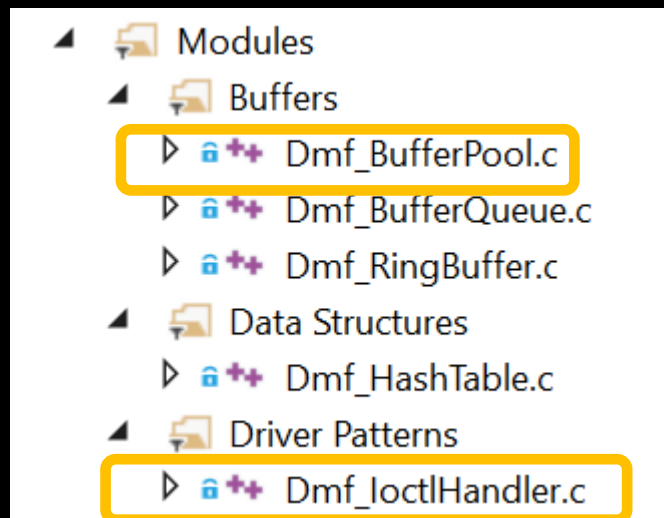 Modules
Buffers
Dmf_BufferPool.c
Dmf_BufferQueue.c
Dmf_RingBuffer.c
Data Structures
Dmf_HashTable.c
Driver Patterns
Dmf_IoctlHandler.c